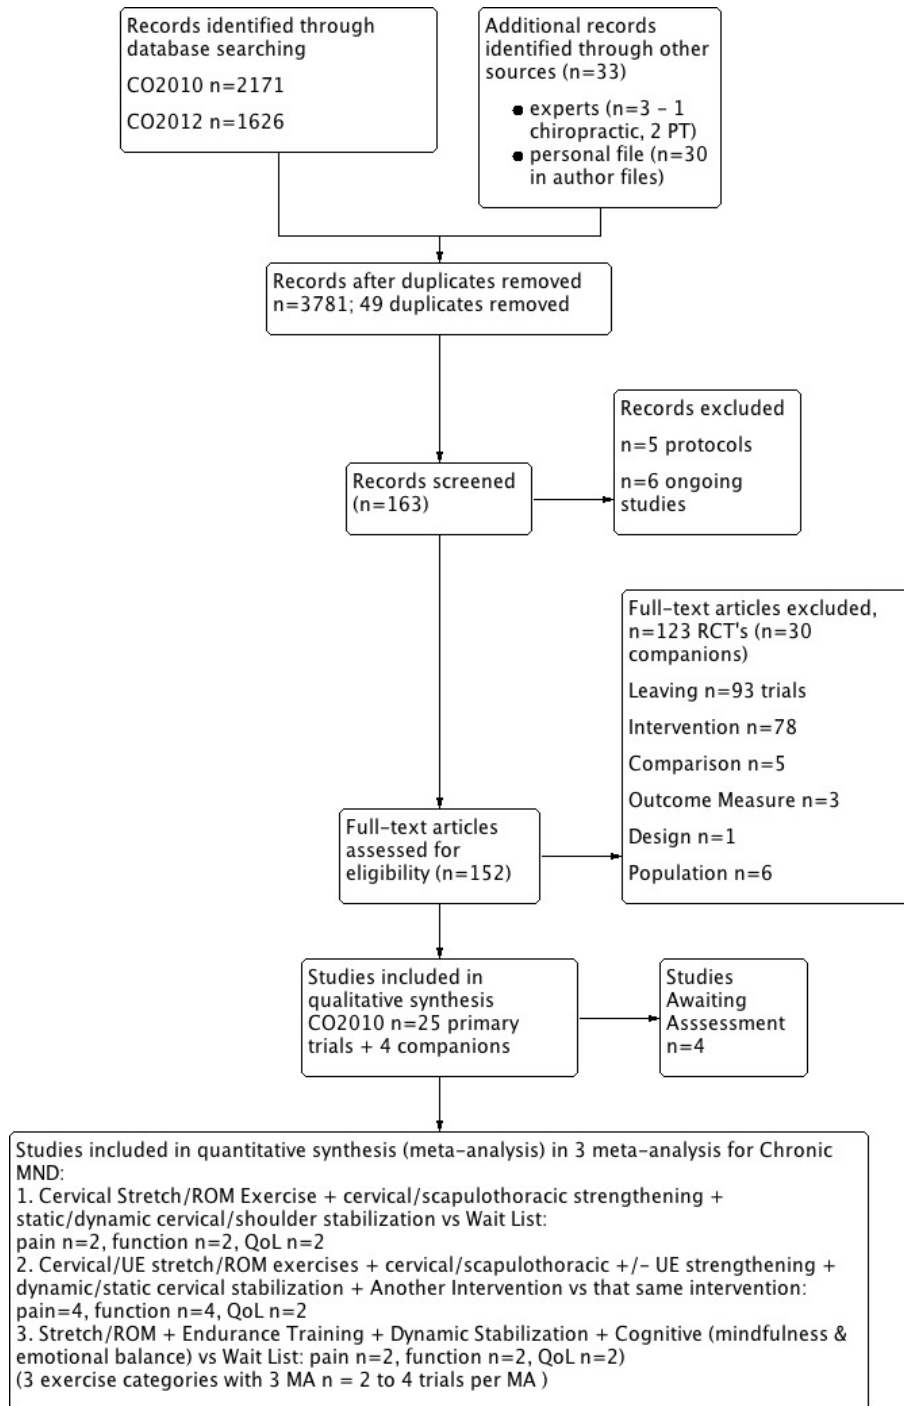 Records identified through
database searching
CO2010 n=2171
CO2012 n=1626
Additional records
identified through other
sources (n=33)
● experts (n=3 – 1
chiropractic, 2 PT)
● personal file (n=30
in author files)
Records after duplicates removed
n=3781; 49 duplicates removed
Records excluded
n=5 protocols
n=6 ongoing
studies
Records screened
(n=163)
Full-text articles excluded,
n=123 RCT's (n=30
companions)
Leaving n=93 trials
Intervention n=78
Comparison n=5
Outcome Measure n=3
Design n=1
Population n=6
Full-text articles
assessed for
eligibility (n=152)
Studies included in
qualitative synthesis
CO2010 n=25 primary
trials + 4 companions
Studies
Awaiting
Asssessment
n=4
Studies included in quantitative synthesis (meta-analysis) in 3 meta-analysis for Chronic
MND:
1. Cervical Stretch/ROM Exercise + cervical/scapulothoracic strengthening +
static/dynamic cervical/shoulder stabilization vs Wait List:
pain n=2, function n=2, QoL n=2
2. Cervical/UE stretch/ROM exercises + cervical/scapulothoracic +/- UE strengthening +
dynamic/static cervical stabilization + Another Intervention vs that same intervention:
pain=4, function n=4, QoL n=2
3. Stretch/ROM + Endurance Training + Dynamic Stabilization + Cognitive (mindfulness &
emotional balance) vs Wait List: pain n=2, function n=2, QoL n=2)
(3 exercise categories with 3 MA n = 2 to 4 trials per MA )